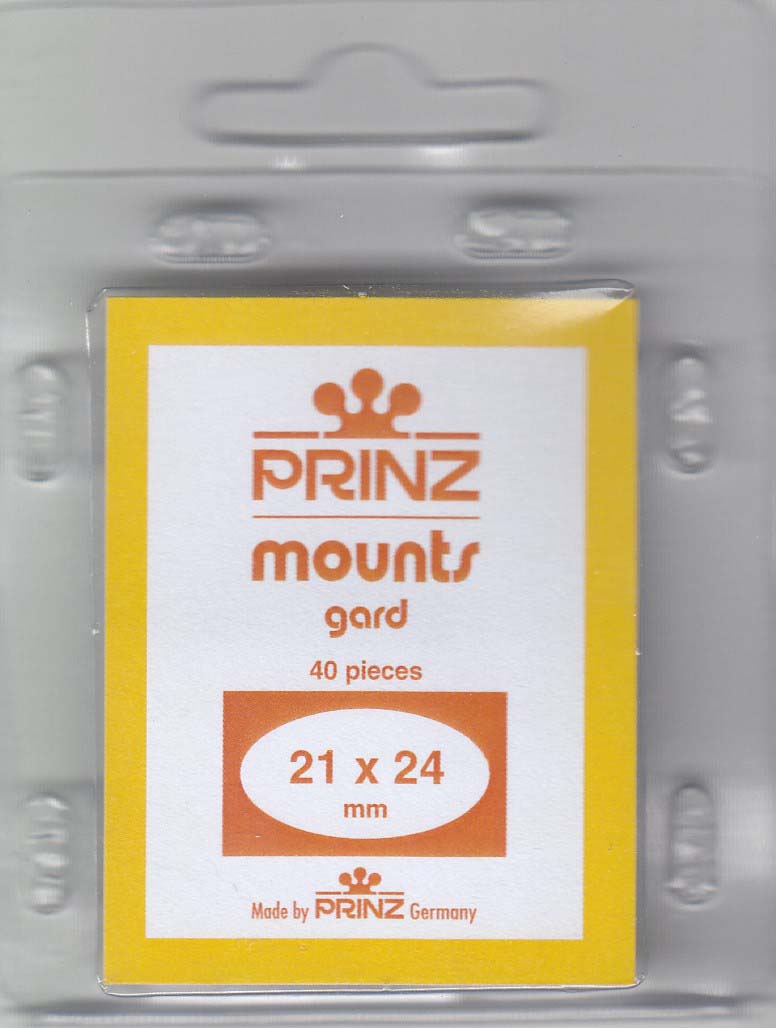 PRINZ
mounts
gard
40 pieces
21 x 24
mm
Made by PRINZ Germany